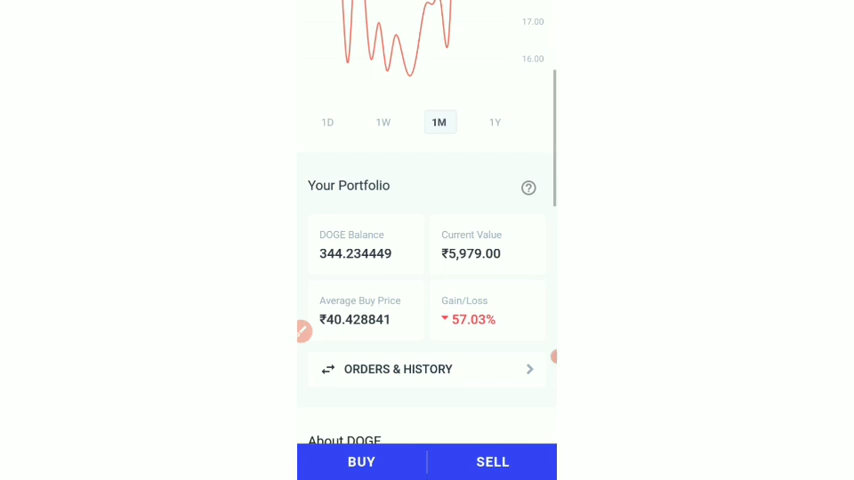 17.00
16.00
1D 1W 1M 1Y
Your Portfolio
DOGE Balance
344.234449
Current Value
₹5,979.00
Average Buy Price
₹40.428841
Gain/Loss
57.03%
ORDERS & HISTORY
About DOGE
BUY SELL